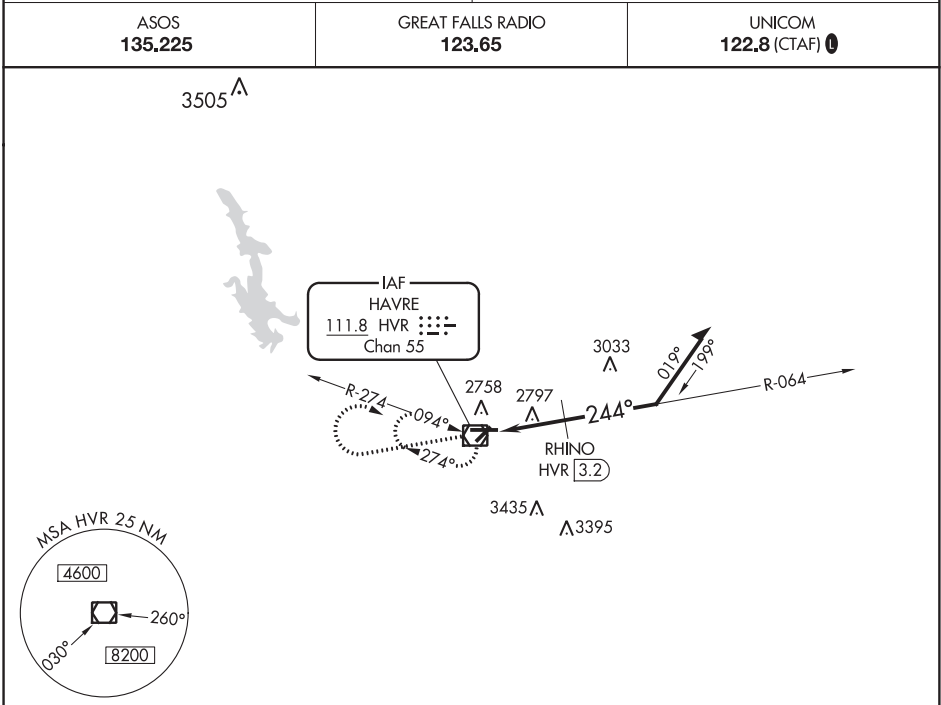 ASOS
135.225
GREAT FALLS RADIO
123.65
UNICOM
122.8 (CTAF) L
3505
IAF
HAVRE
111.8 HVR
Chan 55
3033
019°
199°
R-064
R-274
094°
2758
2797
244°
274°
RHINO
HVR 3.2
3435
3395
MSA HVR 25 NM
4600
260°
030°
8200